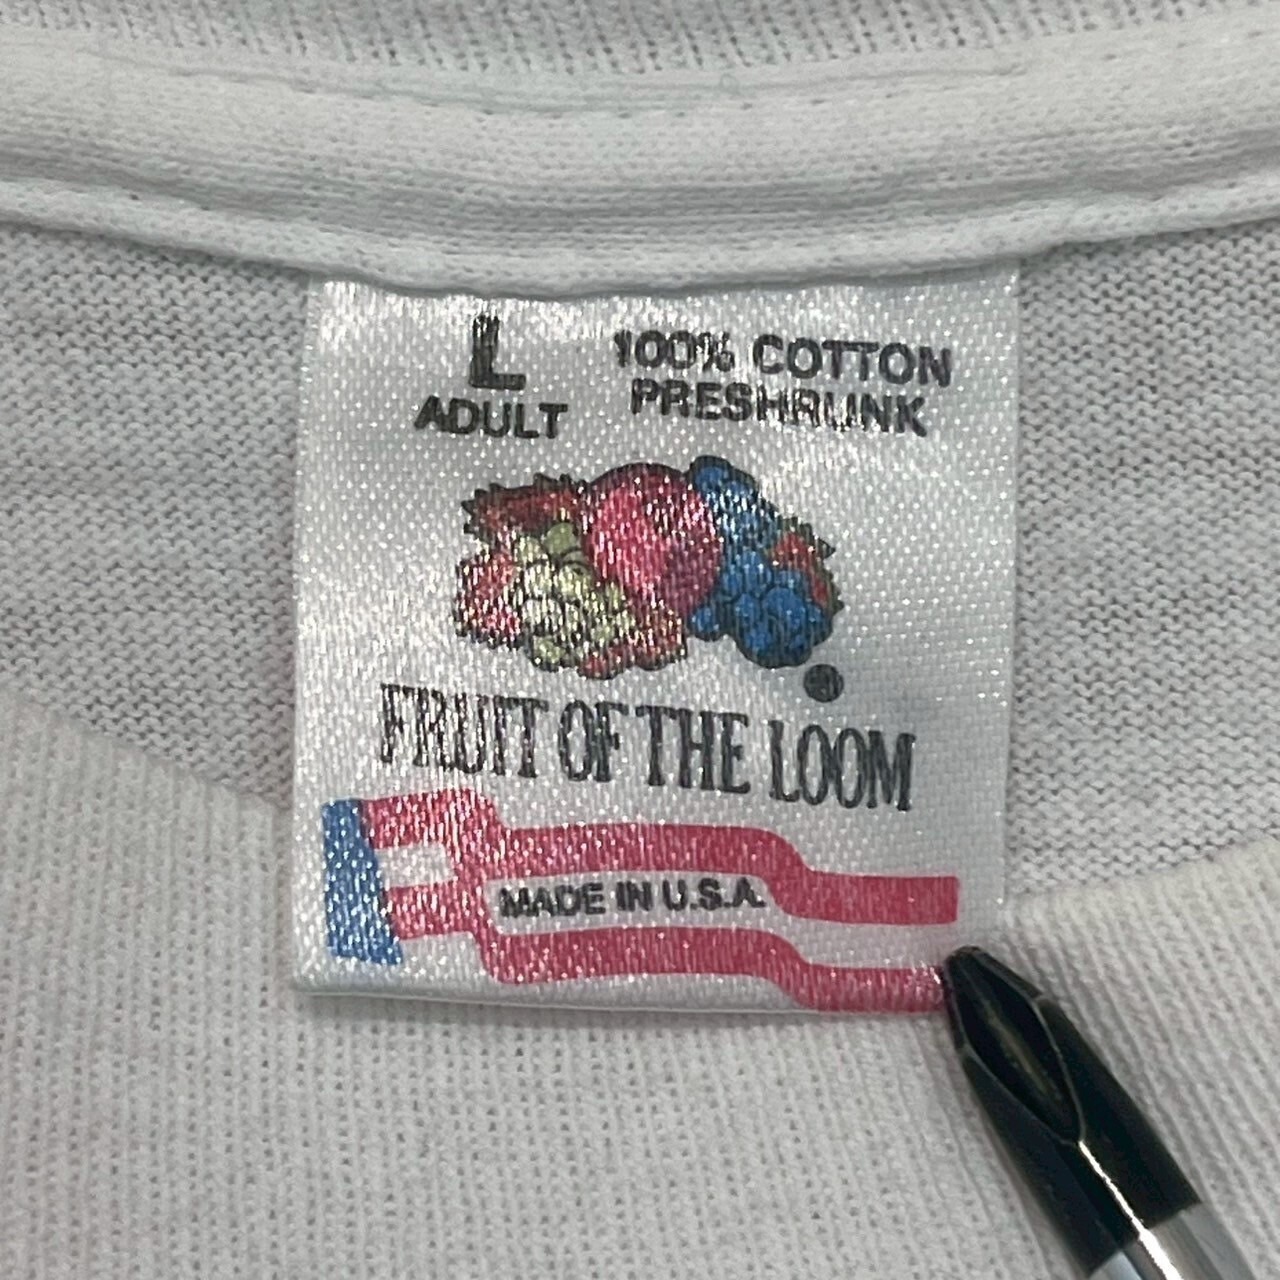 L
ADULT
100% COTTON
PRESHRUNK
FRUIT OF THE LOOM
MADE IN U.S.A.